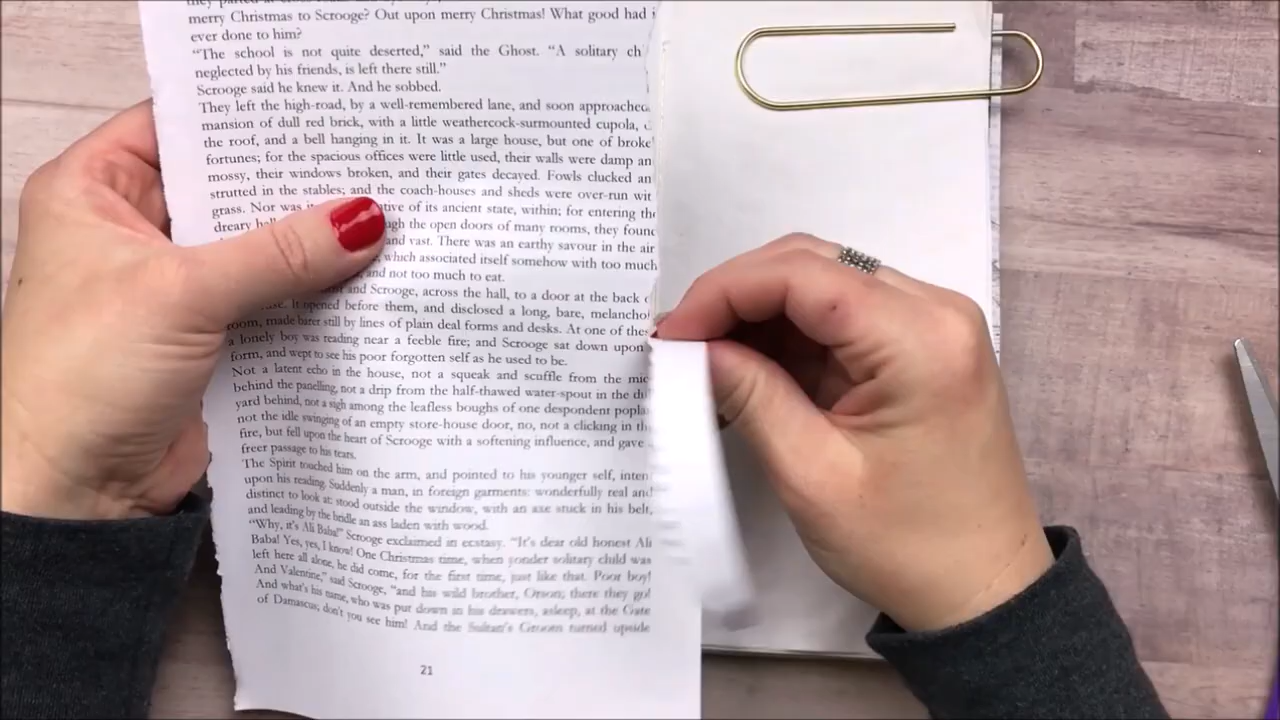 merry Christmas to Scrooge? Out upon merry Christmas! What good had i
ever done to him?
“The school is not quite deserted,” said the Ghost. “A solitary ch
neglected by his friends, is left there still.”
Scrooge said he knew it. And he sobbed.
They left the high-road, by a well-remembered lane, and soon approached
mansion of dull red brick, with a little weathercock-surmounted cupola,
the roof, and a bell hanging in it. It was a large house, but one of broke
fortunes; for the spacious offices were little used, their walls were damp an
mossy, their windows broken, and their gates decayed. Fowls clucked an
strutted in the stables; and the coach-houses and sheds were over-run wit
grass. Nor was it tive of its ancient state, within; for entering the
dreary ugh the open doors of many rooms, they foun
and vast. There was an earthy savour in the air
which associated itself somehow with too much
and not too much to eat.
and Scrooge, across the hall, to a door at the back
It opened before them, and disclosed a long, bare, melancho
room, made barer still by lines of plain deal forms and desks. At one of thes
a lonely boy was reading near a feeble fire; and Scrooge sat down upon
form, and wept to see his poor forgotten self as he used to be.
Not a latent echo in the house, not a squeak and scuffle from the mic
behind the panelling, not a drip from the half-thawed water-spout in the du
yard behind, not a sigh among the leafless boughs of one despondent popla
not the idle swinging of an empty store-house door, no, not a clicking in th
fire, but fell upon the heart of Scrooge with a softening influence, and gave
freer passage to his tears.
The Spirit touched him on the arm, and pointed to his younger self, inten
upon his reading. Suddenly a man, in foreign garments: wonderfully real and
distinct to look at: stood outside the window, with an axe stuck in his belt,
and leading by the bridle an ass laden with wood.
“Why, it’s Ali Baba!” Scrooge exclaimed in ecstasy. “It’s dear old honest Ali
Baba! Yes, yes, I know! One Christmas time, when yonder solitary child was
left here all alone, he did come, for the first time, just like that. Poor boy!
And Valentine,” said Scrooge, “and his wild brother, Orson; there they go!
And what’s his name, who was put down in his drawers, asleep, at the Gate
of Damascus; don’t you see him! And the Sultan’s Groom turned upside
21